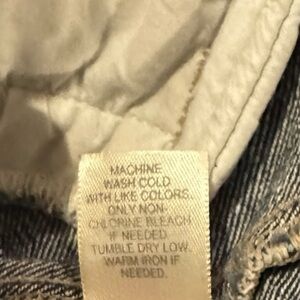 MACHINE
WASH COLD
WITH LIKE COLORS.
ONLY NON-
CHLORINE BLEACH
IF NEEDED.
TUMBLE DRY LOW.
WARM IRON IF
NEEDED.